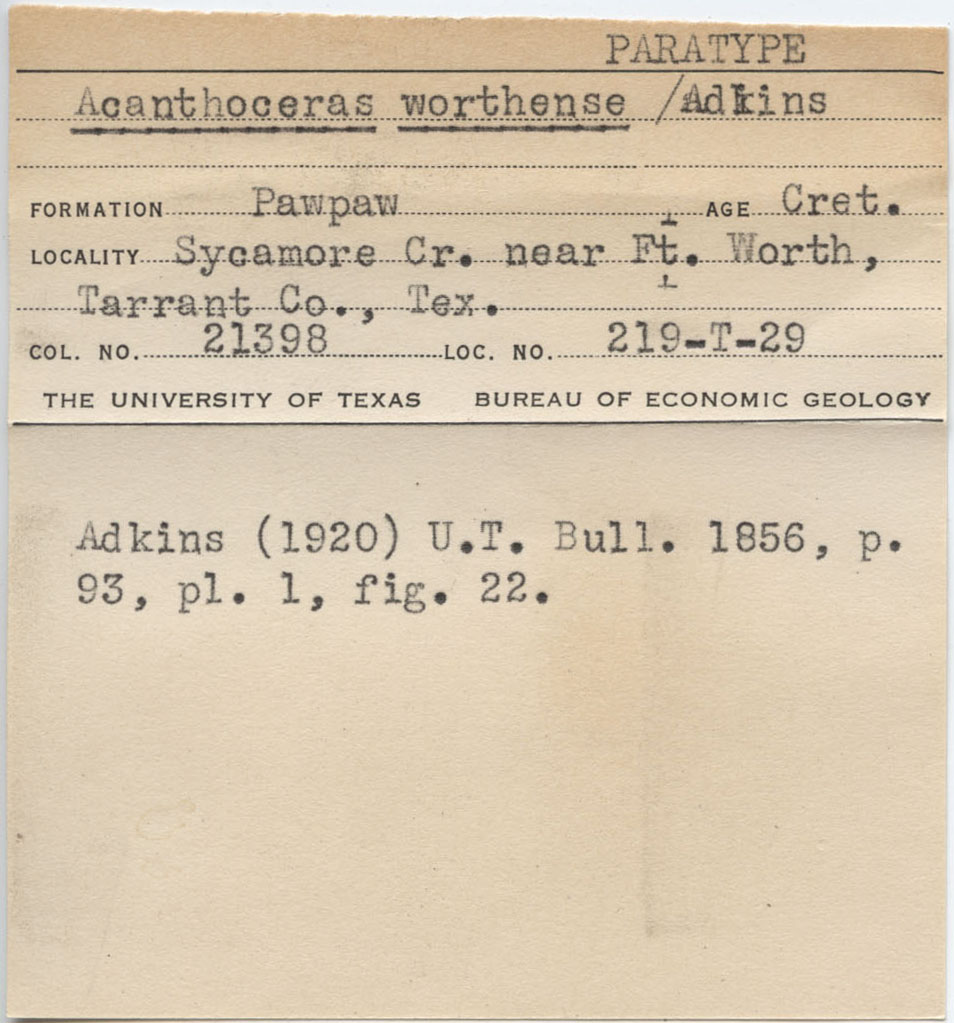 PARATYPE
Acanthoceras worthense /Adkins
FORMATION Pawpaw AGE Cret.
LOCALITY Sycamore Cr. near Ft. Worth,
Tarrant Co., Tex.
COL. NO. 21398 LOC. NO. 219-T-29
THE UNIVERSITY OF TEXAS BUREAU OF ECONOMIC GEOLOGY
Adkins (1920) U.T. Bull. 1856, p.
93, pl. 1, fig. 22.